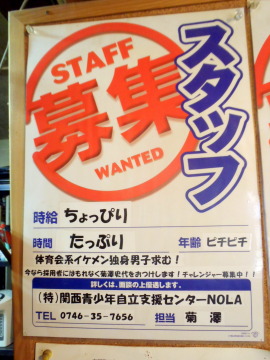 STAFF
募集
WANTED
スタッフ
時給 ちょっぴり
時間 たっぷり 年齢 ピチピチ
体育会系イケメン独身男子求む!
今なら採用者にはもれなく菊澤史代をおつけします!チャレンジャー募集中!!
詳しくは、面談の上優遇します。
(特)関西青少年自立支援センターNOLA
TEL 0746-35-7656 担当 菊澤